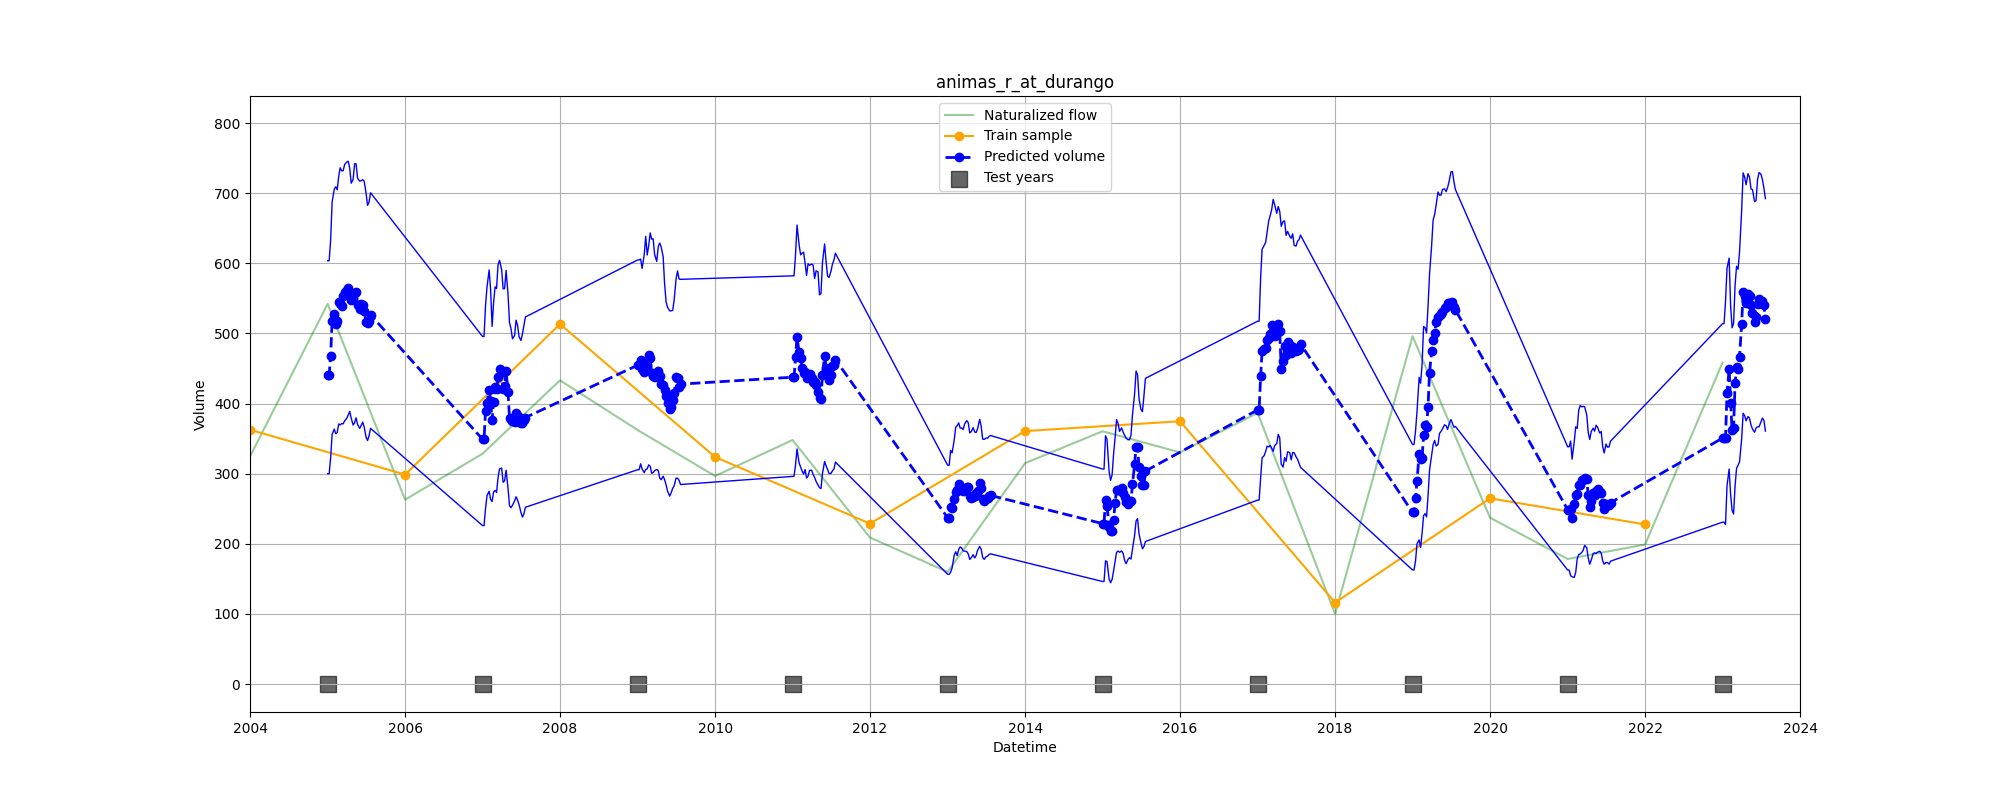 animas_r_at_durango
Naturalized flow
Train sample
Predicted volume
Test years
800
700
600
500
400
300
200
100
0
Volume
2004 2006 2008 2010 2012 2014 2016 2018 2020 2022 2024
Datetime